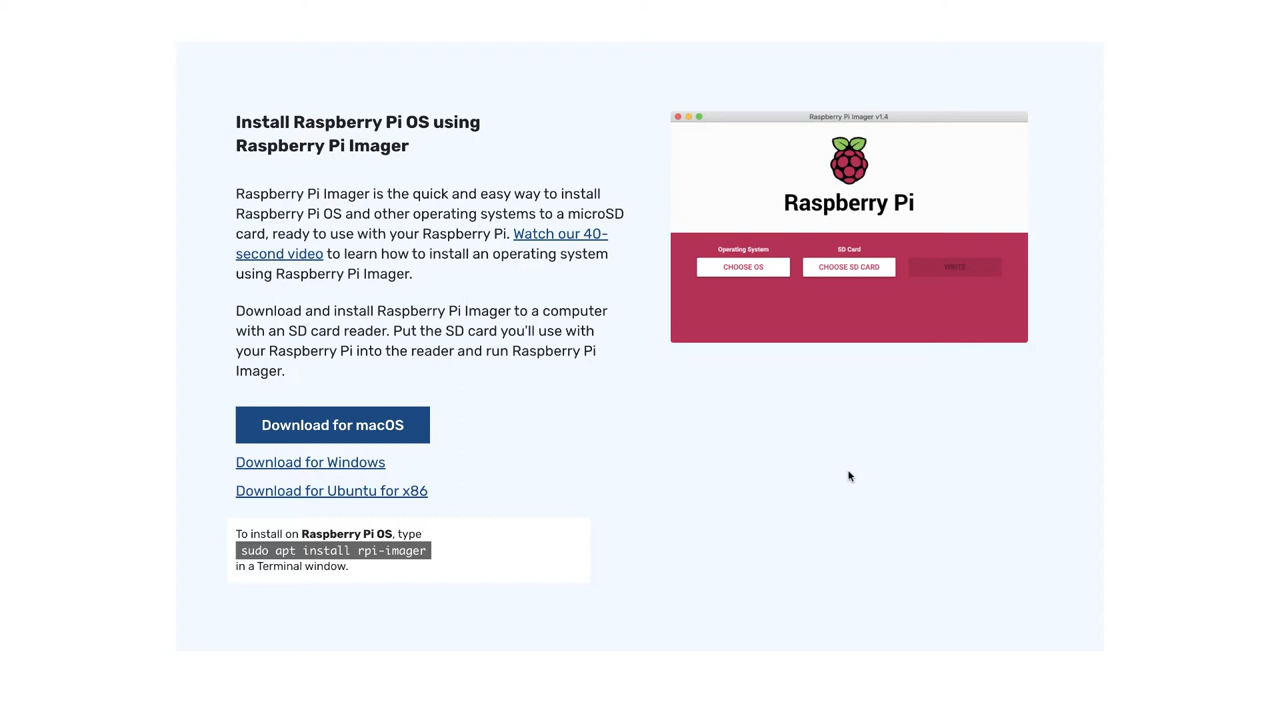 Install Raspberry Pi OS using
Raspberry Pi Imager
Raspberry Pi Imager is the quick and easy way to install
Raspberry Pi OS and other operating systems to a microSD
card, ready to use with your Raspberry Pi. Watch our 40-
second video to learn how to install an operating system
using Raspberry Pi Imager.
Download and install Raspberry Pi Imager to a computer
with an SD card reader. Put the SD card you'll use with
your Raspberry Pi into the reader and run Raspberry Pi
Imager.
Download for macOS
Download for Windows
Download for Ubuntu for x86
To install on Raspberry Pi OS, type
sudo apt install rpi-imager
in a Terminal window.
Raspberry Pi Imager v1.4
Raspberry Pi
Operating System SD Card
CHOOSE OS CHOOSE SD CARD WRITE